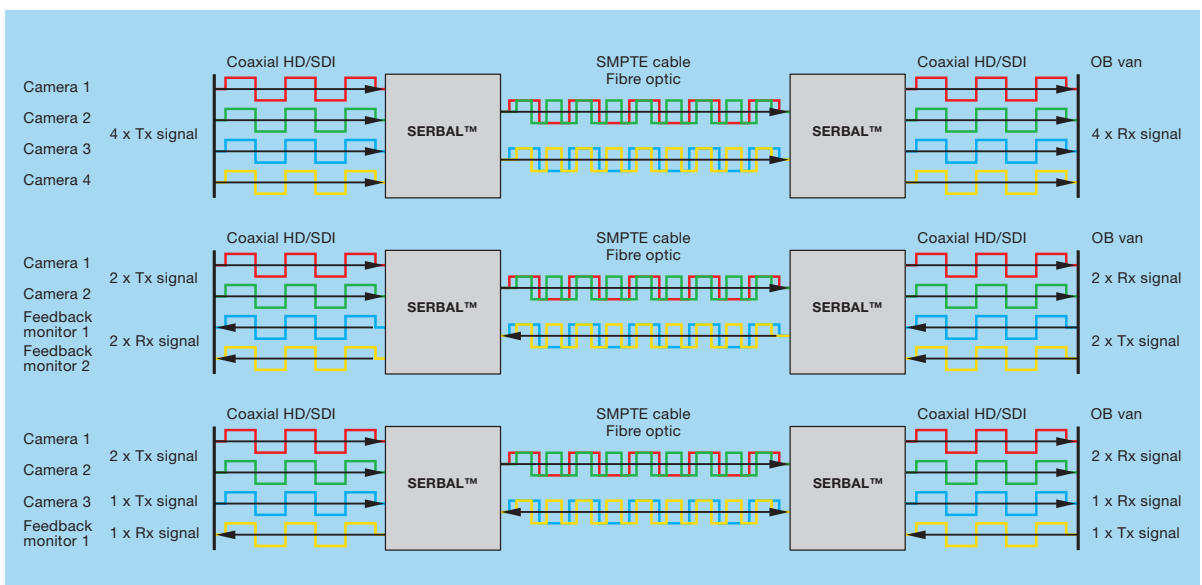 Coaxial HD/SDI
SMPTE cable
Fibre optic
Coaxial HD/SDI
OB van
Camera 1
Camera 2
4 x Tx signal
Camera 3
Camera 4
SERBAL™
SERBAL™
4 x Rx signal
Coaxial HD/SDI
SMPTE cable
Fibre optic
Coaxial HD/SDI
OB van
Camera 1
2 x Tx signal
Camera 2
Feedback
monitor 1
2 x Rx signal
Feedback
monitor 2
SERBAL™
SERBAL™
2 x Rx signal
2 x Tx signal
Coaxial HD/SDI
SMPTE cable
Fibre optic
Coaxial HD/SDI
OB van
Camera 1
2 x Tx signal
Camera 2
Camera 3
1 x Tx signal
Feedback
monitor 1
1 x Rx signal
SERBAL™
SERBAL™
2 x Rx signal
1 x Rx signal
1 x Tx signal